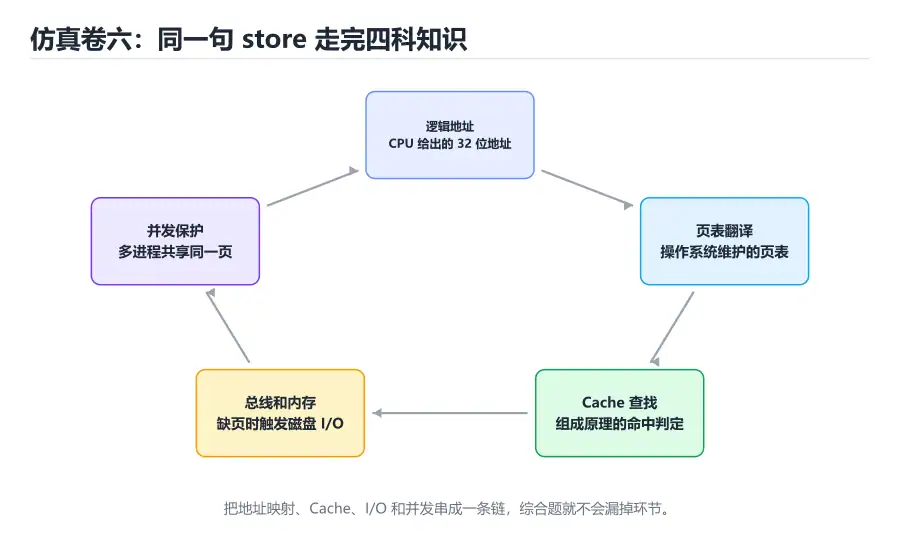 仿真卷六：同一句 store 走完四科知识
逻辑地址
CPU 给出的 32 位地址
页表翻译
操作系统维护的页表
Cache 查找
组成原理的命中判定
总线和内存
缺页时触发磁盘 I/O
并发保护
多进程共享同一页
把地址映射、Cache、I/O 和并发串成一条链，综合题就不会漏掉环节。